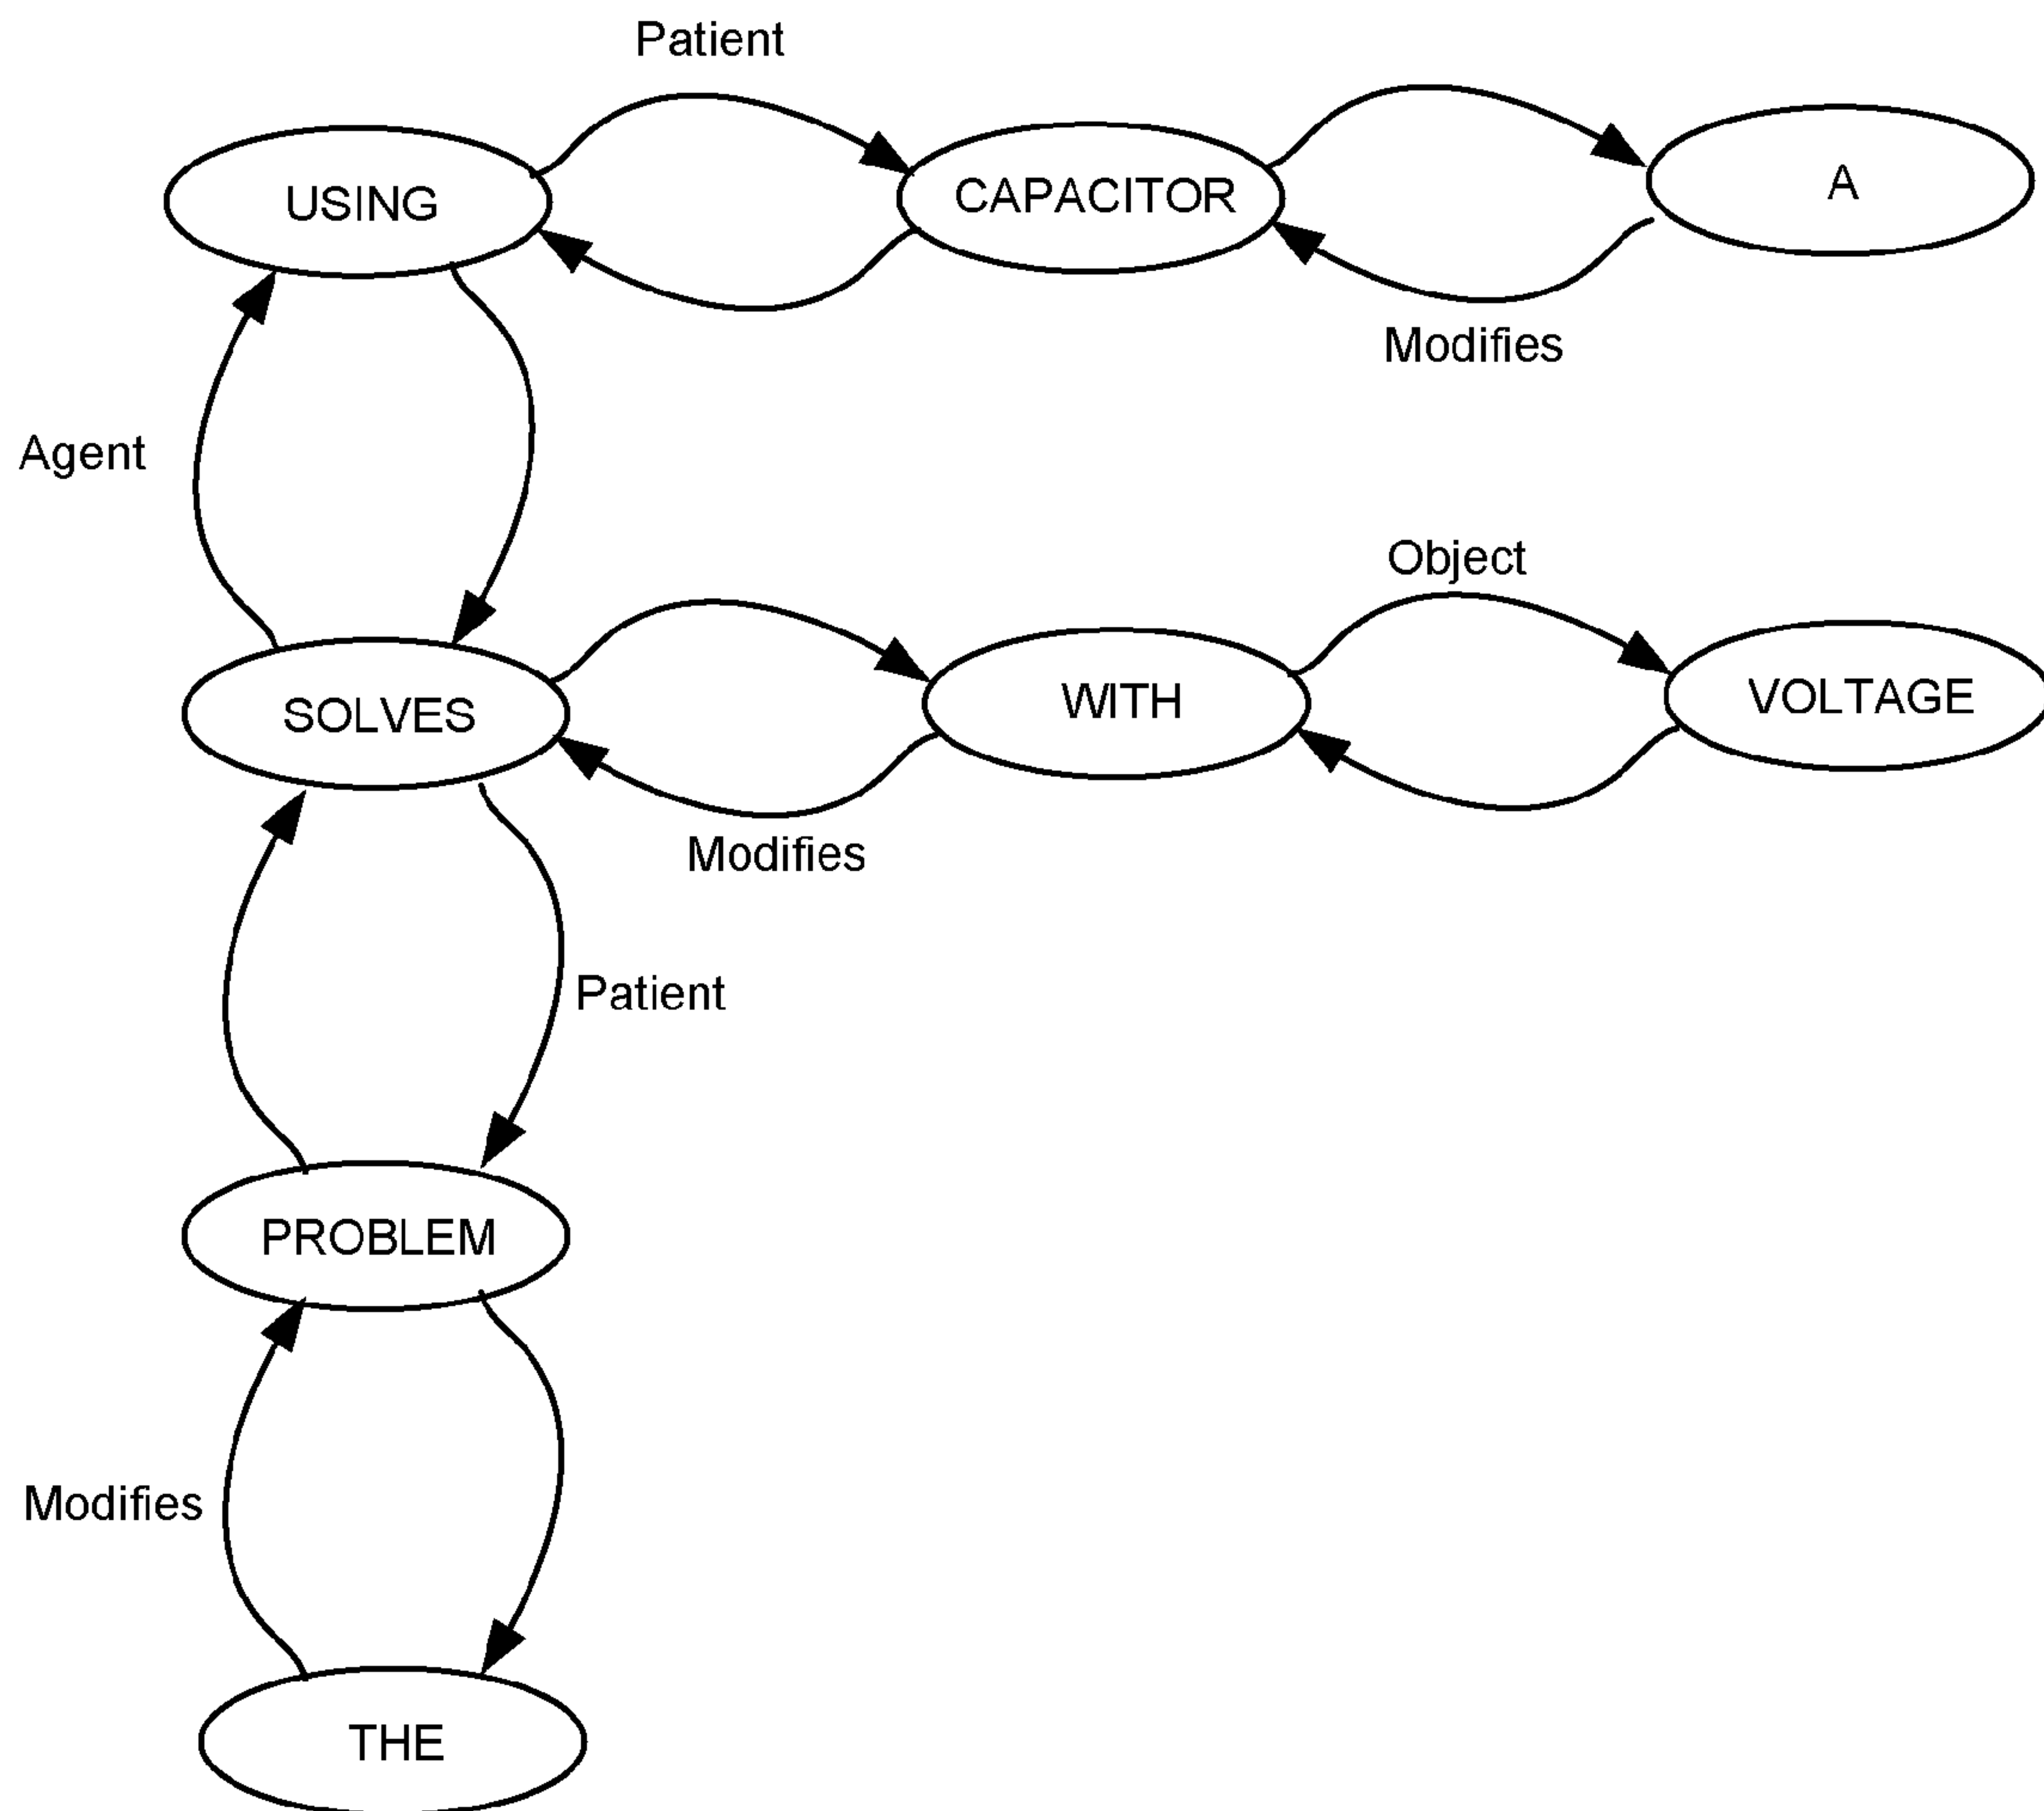 Patient
USING
CAPACITOR
A
Modifies
Agent
Object
SOLVES
WITH
VOLTAGE
Modifies
Patient
PROBLEM
Modifies
THE